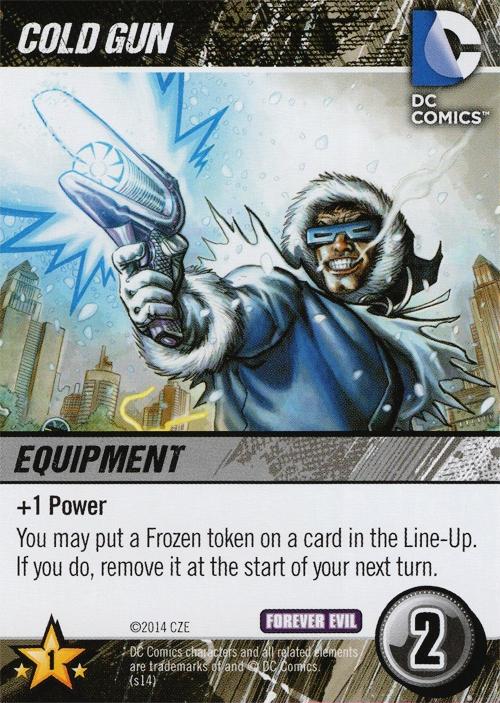 COLD GUN
DC
COMICS™
EQUIPMENT
+1 Power
You may put a Frozen token on a card in the Line-Up.
If you do, remove it at the start of your next turn.
©2014 CZE
FOREVER EVIL
1
DC Comics characters and all related elements
are trademarks of and © DC Comics.
(s14)
2